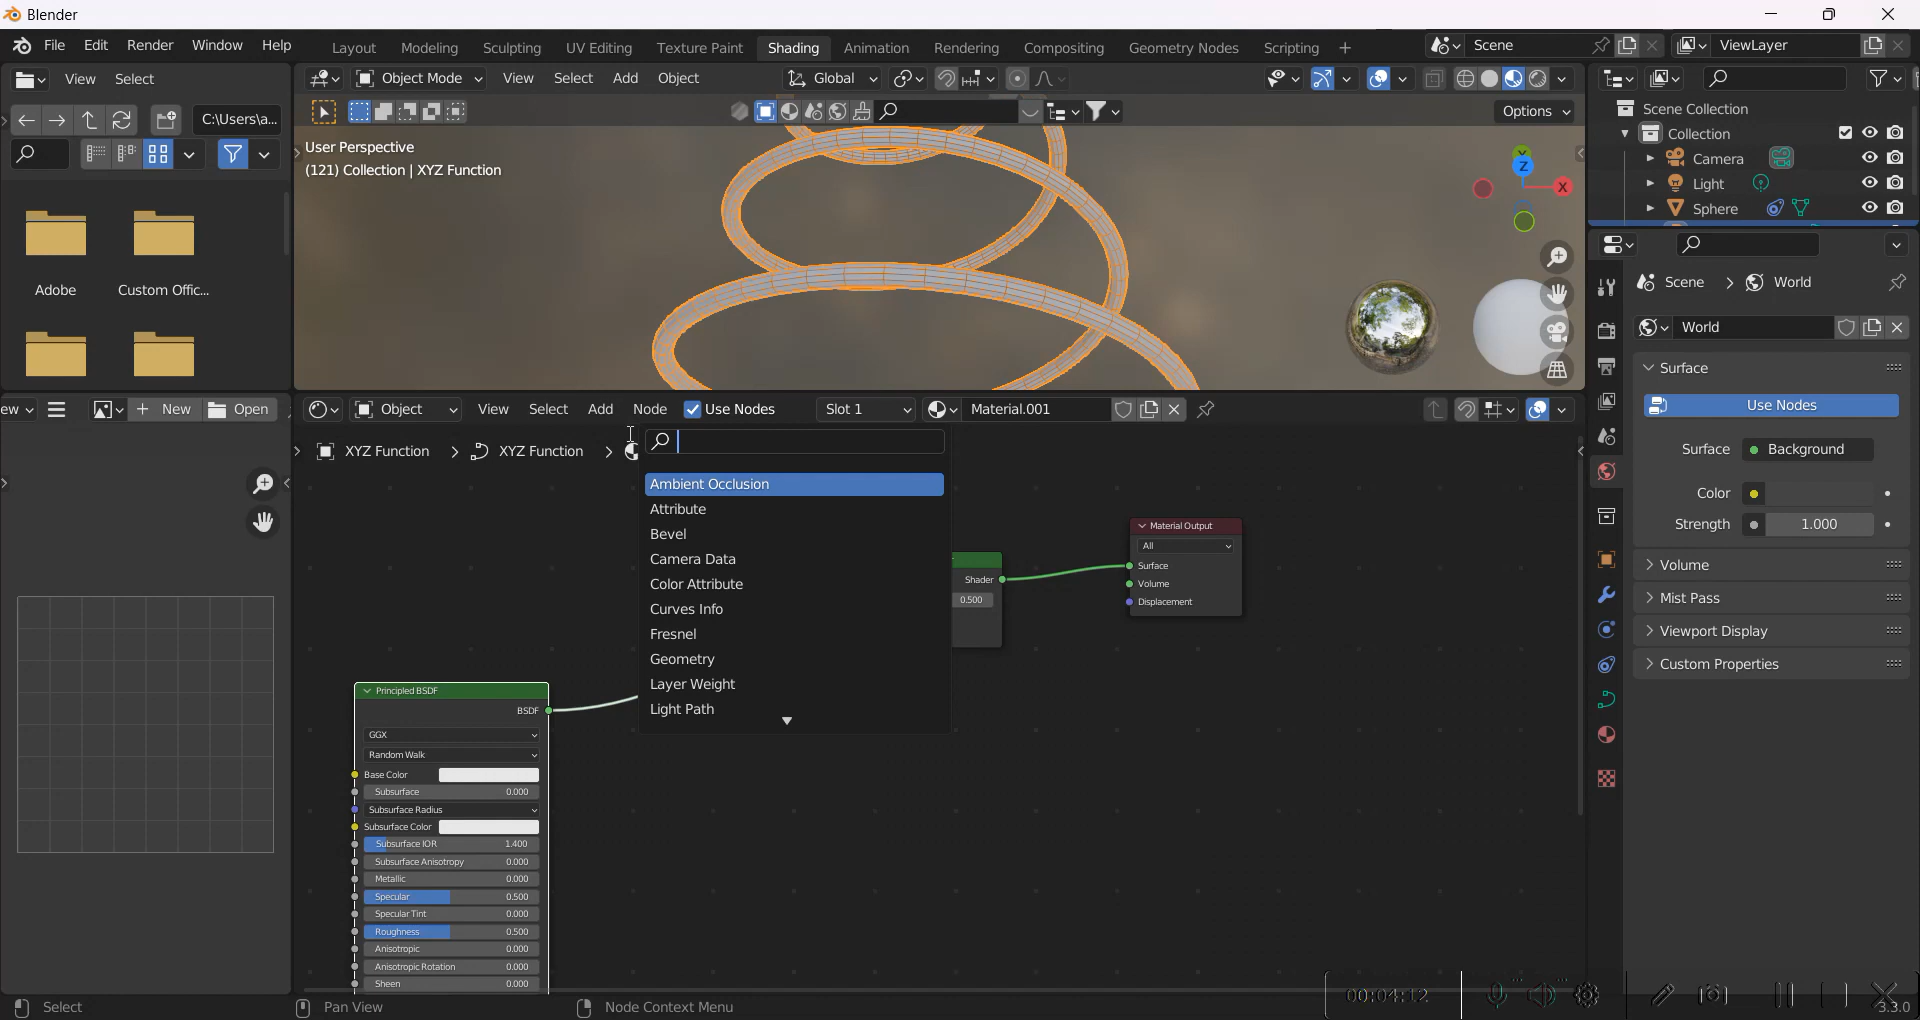 Blender
File Edit Render Window Help
Layout Modeling Sculpting UV Editing Texture Paint Shading Animation Rendering Compositing Geometry Nodes Scripting +
Scene
ViewLayer
View Select
Object Mode View Select Add Object
Global
C:\Users\a...
Options
User Perspective
(121) Collection | XYZ Function
Z
X
Scene Collection
Collection
Camera
Light
Sphere
Adobe
Custom Offic...
Scene > World
World
Surface
Use Nodes
Surface Background
Color
Strength 1.000
Volume
Mist Pass
Viewport Display
Custom Properties
ew
New
Open
Object View Select Add Node Use Nodes Slot 1 Material.001
XYZ Function > XYZ Function >
Ambient Occlusion
Attribute
Bevel
Camera Data
Color Attribute
Curves Info
Fresnel
Geometry
Layer Weight
Light Path
Shader
0.500
Material Output
All
Surface
Volume
Displacement
Principled BSDF
BSDF
GGX
Random Walk
Base Color
Subsurface 0.000
Subsurface Radius
Subsurface Color
Subsurface IOR 1.400
Subsurface Anisotropy 0.000
Metallic 0.000
Specular 0.500
Specular Tint 0.000
Roughness 0.500
Anisotropic 0.000
Anisotropic Rotation 0.000
Sheen 0.000
Select
Pan View
Node Context Menu
00:04:12
3.3.0